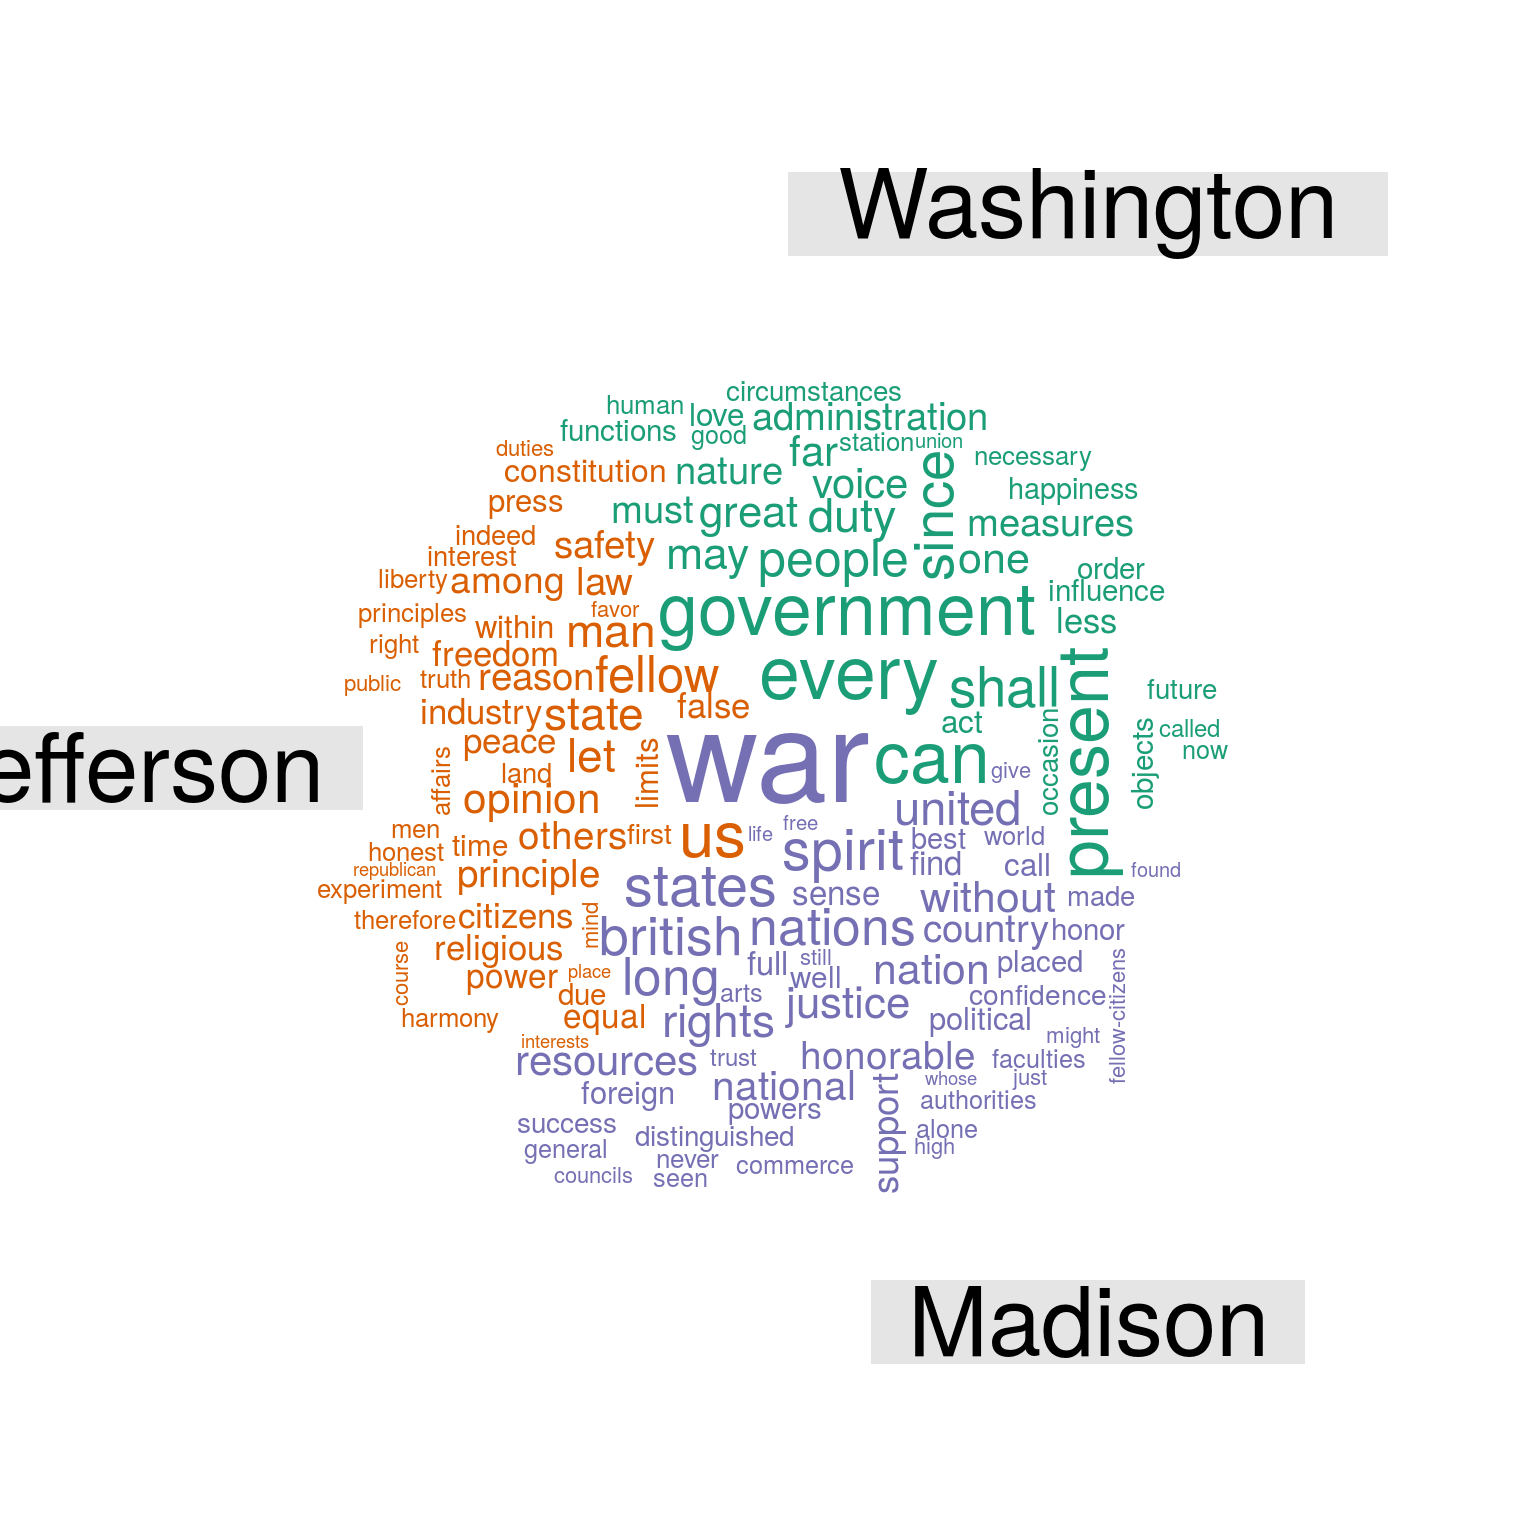 Washington
circumstances
human love administration
functions good far station union
duties constitution nature voice since necessary
press must great duty happiness
indeed safety may people one measures
interest
liberty among law order
principles favor government influence
within man less
right freedom
public truth reason fellow every shall present future
industry state false act occasion objects called
efferson
peace let limits war can give now
affairs land
opinion united
men others first us life free spirit best world
honest time find call found
republican
experiment principle states sense without made
therefore citizens mind british nations country honor
course religious full still nation placed fellow-citizens
power place long well
due arts justice confidence
harmony equal rights political
interests might
resources trust honorable faculties
foreign national support whose just
powers authorities
success distinguished alone
general never commerce high
councils seen
Madison